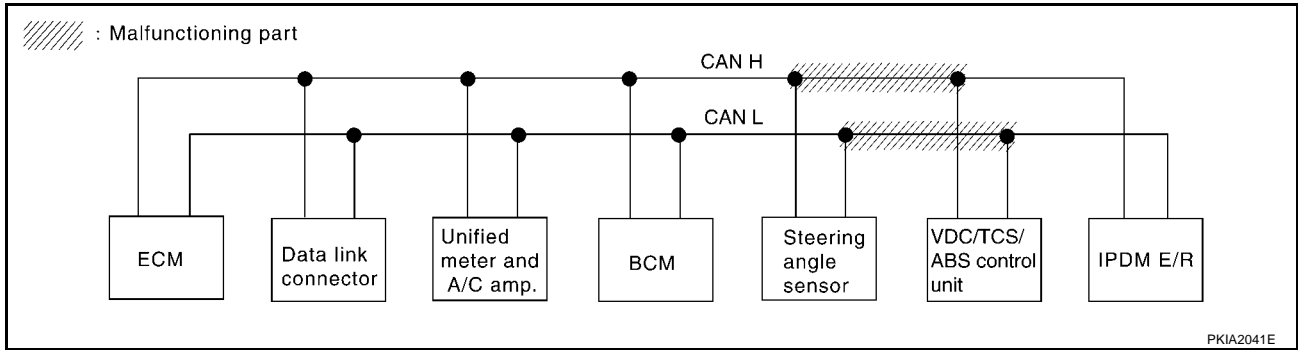 : Malfunctioning part
CAN H
CAN L
ECM
Data link
connector
Unified
meter and
A/C amp.
BCM
Steering
angle
sensor
VDC/TCS/
ABS control
unit
IPDM E/R
PKIA2041E